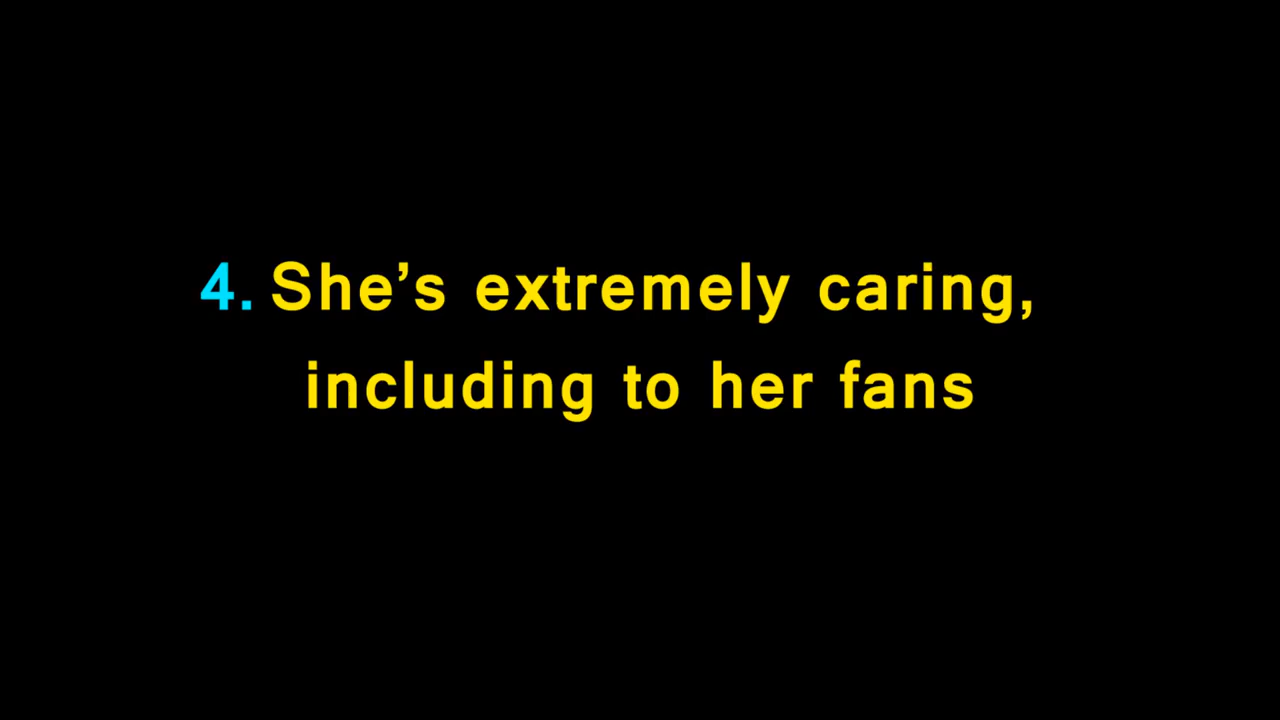 4. She’s extremely caring,
including to her fans